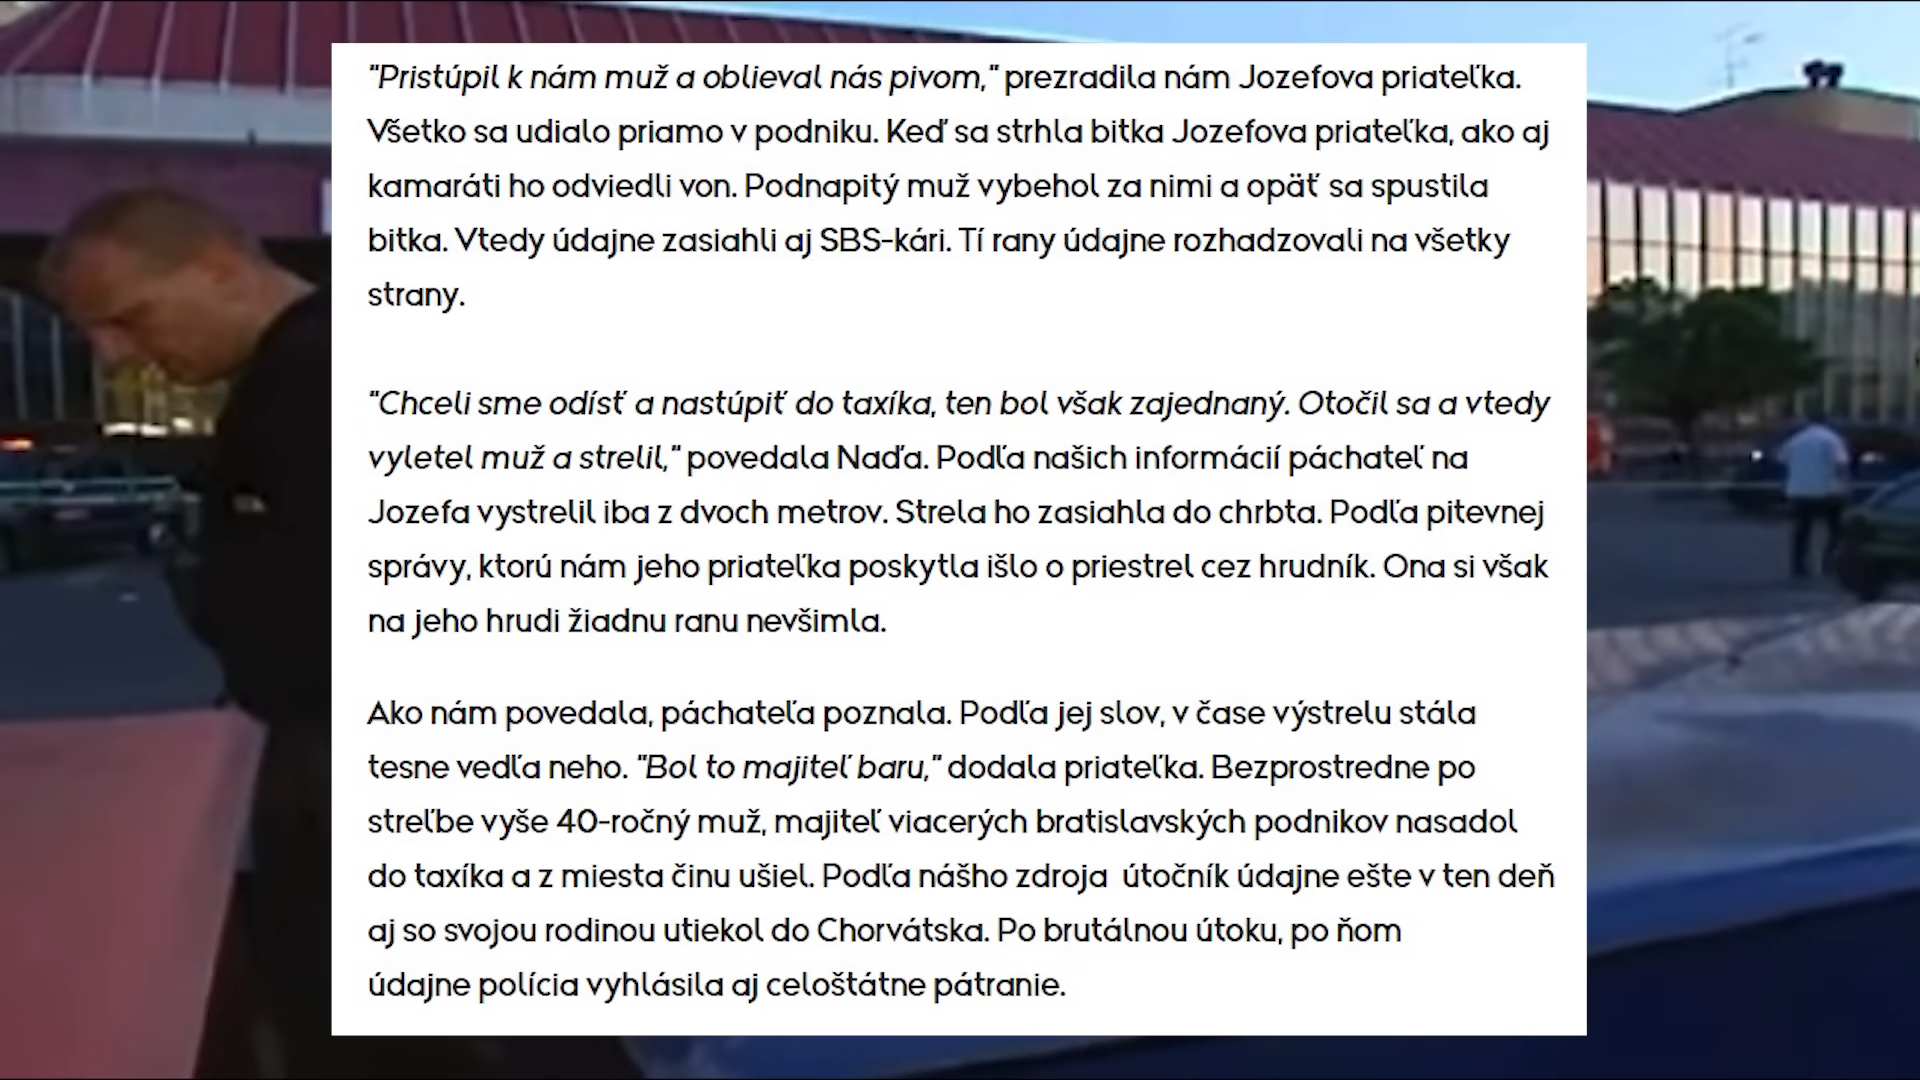 "Pristúpil k nám muž a oblieval nás pivom," prezradila nám Jozefova priateľka.
Všetko sa udialo priamo v podniku. Keď sa strhla bitka Jozefova priateľka, ako aj
kamaráti ho odviedli von. Podnapitý muž vybehol za nimi a opäť sa spustila
bitka. Vtedy údajne zasiahli aj SBS-kári. Tí rany údajne rozhadzovali na všetky
strany.
"Chceli sme odísť a nastúpiť do taxíka, ten bol však zajednaný. Otočil sa a vtedy
vyletel muž a strelil," povedala Naďa. Podľa našich informácií páchateľ na
Jozefa vystrelil iba z dvoch metrov. Strela ho zasiahla do chrbta. Podľa pitevnej
správy, ktorú nám jeho priateľka poskytla išlo o priestrel cez hrudník. Ona si však
na jeho hrudi žiadnu ranu nevšimla.
Ako nám povedala, páchateľa poznala. Podľa jej slov, v čase výstrelu stála
tesne vedľa neho. "Bol to majiteľ baru," dodala priateľka. Bezprostredne po
streľbe vyše 40-ročný muž, majiteľ viacerých bratislavských podnikov nasadol
do taxíka a z miesta činu ušiel. Podľa nášho zdroja útočník údajne ešte v ten deň
aj so svojou rodinou utiekol do Chorvátska. Po brutálnou útoku, po ňom
údajne polícia vyhlásila aj celoštátne pátranie.